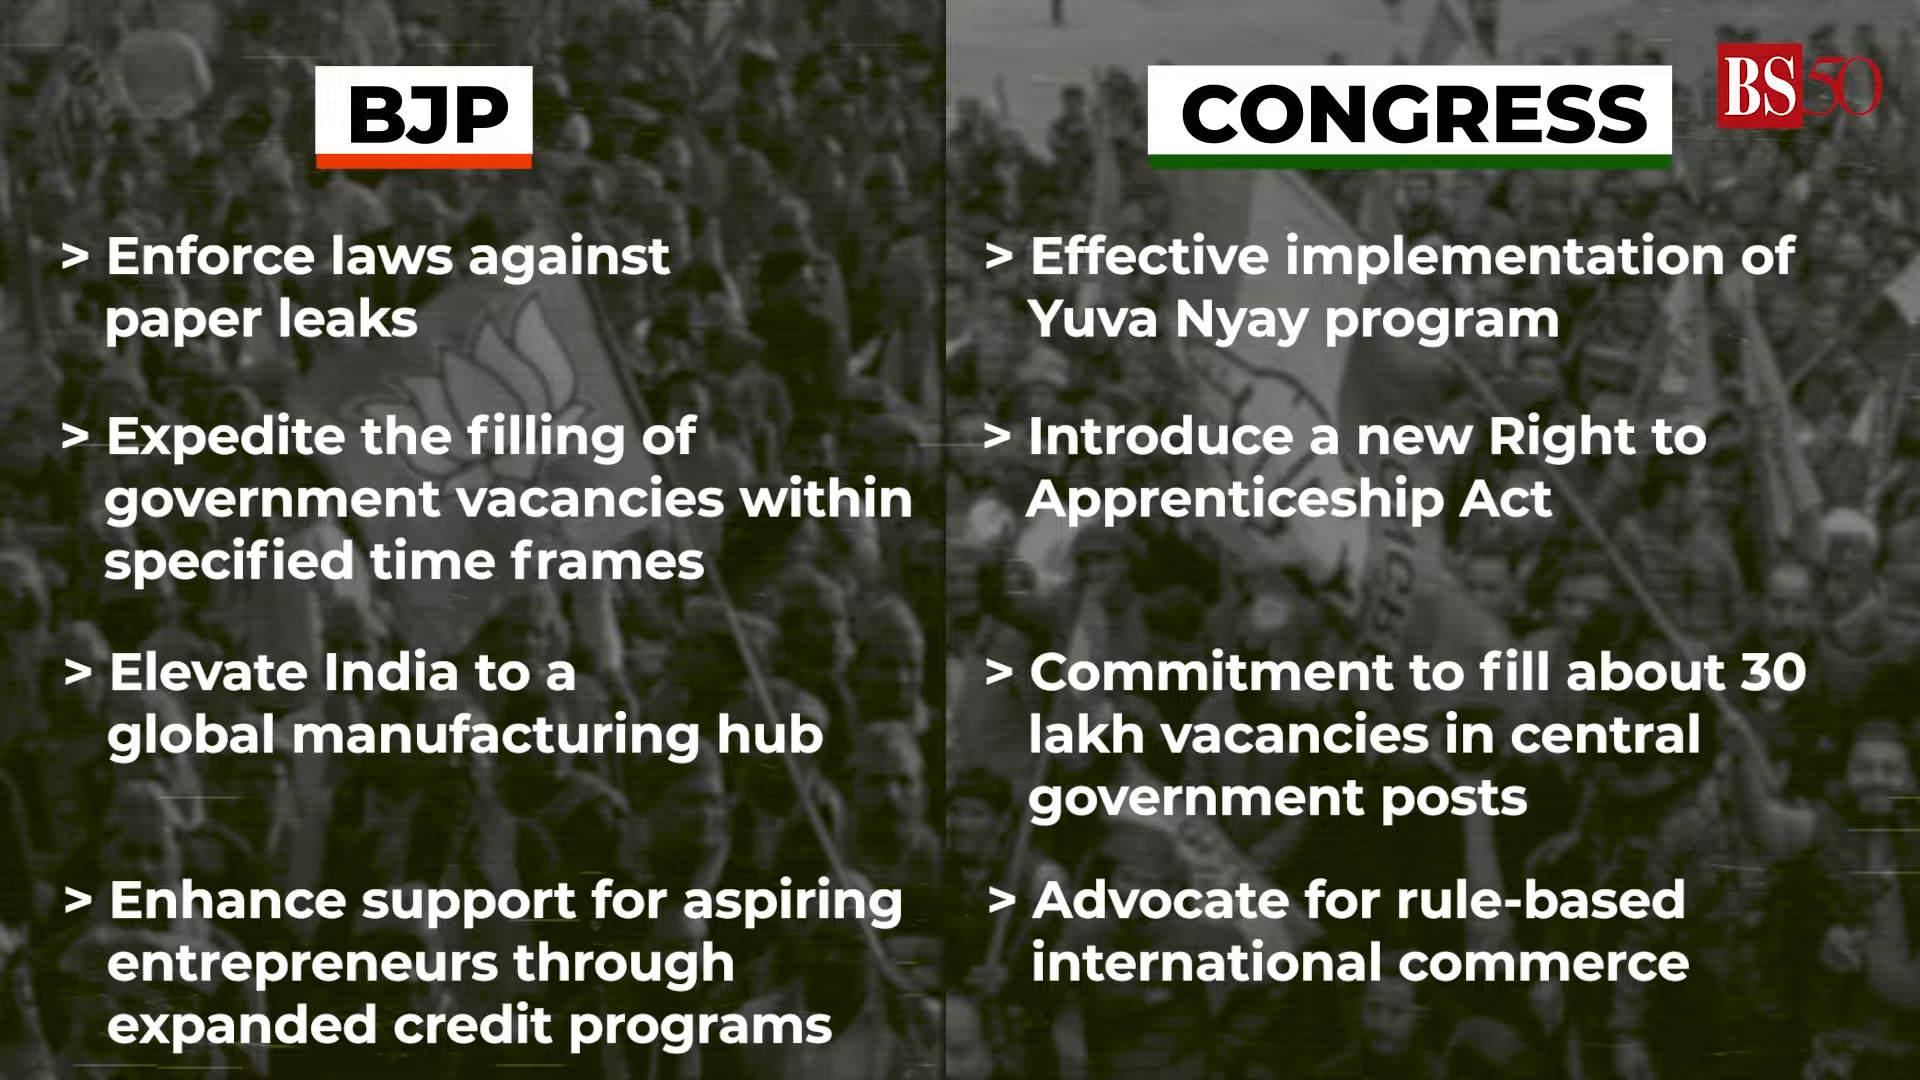 BJP
> Enforce laws against
paper leaks
> Expedite the filling of
government vacancies within
specified time frames
> Elevate India to a
global manufacturing hub
> Enhance support for aspiring
entrepreneurs through
expanded credit programs
CONGRESS
BS50
> Effective implementation of
Yuva Nyay program
> Introduce a new Right to
Apprenticeship Act
> Commitment to fill about 30
lakh vacancies in central
government posts
> Advocate for rule-based
international commerce